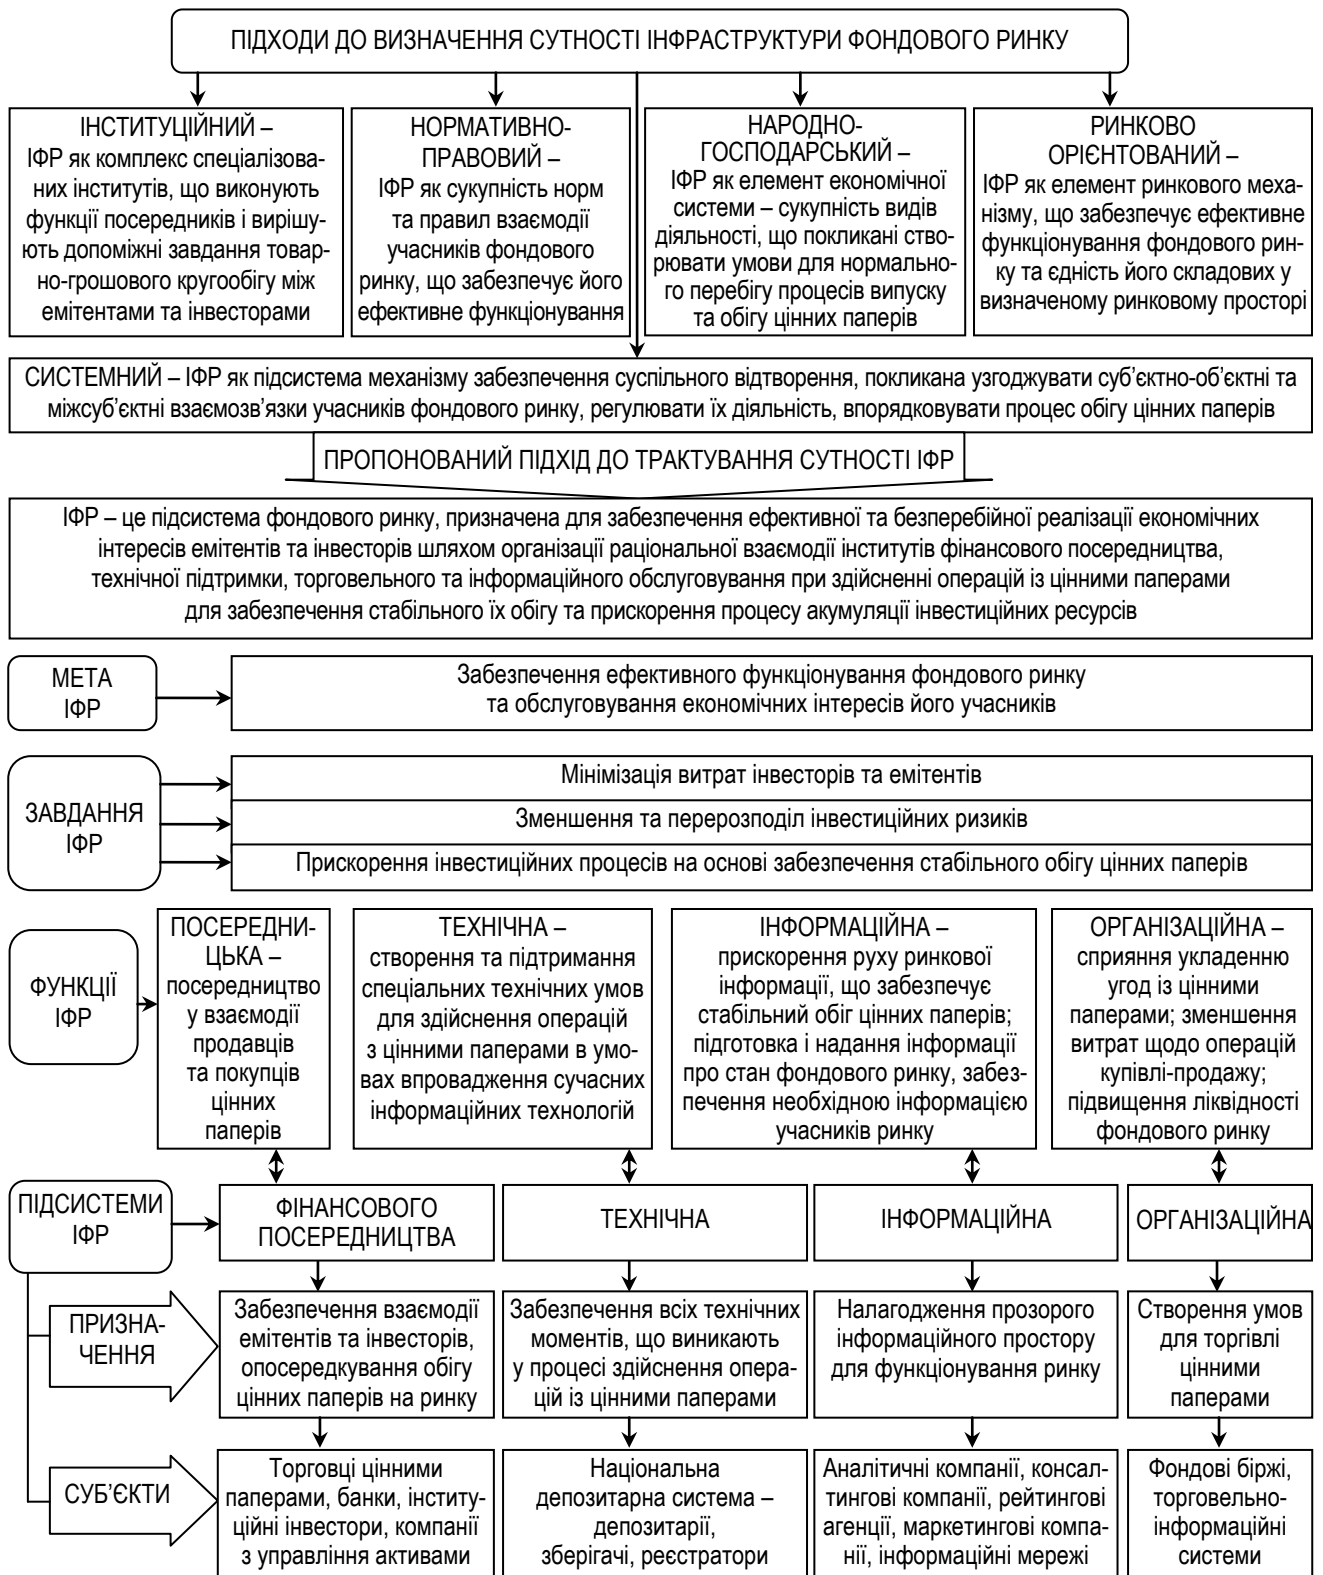 ПІДХОДИ ДО ВИЗНАЧЕННЯ СУТНОСТІ ІНФРАСТРУКТУРИ ФОНДОВОГО РИНКУ
ІНСТИТУЦІЙНИЙ –
ІФР як комплекс спеціалізова-
них інститутів, що виконують
функції посередників і вирішу-
ють допоміжні завдання товар-
но-грошового кругообігу між
емітентами та інвесторами
НОРМАТИВНО-
ПРАВОВИЙ –
ІФР як сукупність норм
та правил взаємодії
учасників фондового
ринку, що забезпечує його
ефективне функціонування
НАРОДНО-
ГОСПОДАРСЬКИЙ –
ІФР як елемент економічної
системи – сукупність видів
діяльності, що покликані ство-
рювати умови для нормально-
го перебігу процесів випуску
та обігу цінних паперів
РИНКОВО
ОРІЄНТОВАНИЙ –
ІФР як елемент ринкового меха-
нізму, що забезпечує ефективне
функціонування фондового рин-
ку та єдність його складових у
визначеному ринковому просторі
СИСТЕМНИЙ – ІФР як підсистема механізму забезпечення суспільного відтворення, покликана узгоджувати суб’єктно-об’єктні та
міжсуб’єктні взаємозв’язки учасників фондового ринку, регулювати їх діяльність, впорядковувати процес обігу цінних паперів
ПРОПОНОВАНИЙ ПІДХІД ДО ТРАКТУВАННЯ СУТНОСТІ ІФР
ІФР – це підсистема фондового ринку, призначена для забезпечення ефективної та безперебійної реалізації економічних
інтересів емітентів та інвесторів шляхом організації раціональної взаємодії інститутів фінансового посередництва,
технічної підтримки, торговельного та інформаційного обслуговування при здійсненні операцій із цінними паперами
для забезпечення стабільного їх обігу та прискорення процесу акумуляції інвестиційних ресурсів
МЕТА
ІФР
Забезпечення ефективного функціонування фондового ринку
та обслуговування економічних інтересів його учасників
ЗАВДАННЯ
ІФР
Мінімізація витрат інвесторів та емітентів
Зменшення та перерозподіл інвестиційних ризиків
Прискорення інвестиційних процесів на основі забезпечення стабільного обігу цінних паперів
ФУНКЦІЇ
ІФР
ПОСЕРЕДНИ-
ЦЬКА –
посередництво
у взаємодії
продавців
та покупців
цінних
паперів
ТЕХНІЧНА –
створення та підтримання
спеціальних технічних умов
для здійснення операцій
з цінними паперами в умо-
вах впровадження сучасних
інформаційних технологій
ІНФОРМАЦІЙНА –
прискорення руху ринкової
інформації, що забезпечує
стабільний обіг цінних паперів;
підготовка і надання інформації
про стан фондового ринку, забез-
печення необхідною інформацією
учасників ринку
ОРГАНІЗАЦІЙНА –
сприяння укладенню
угод із цінними
паперами; зменшення
витрат щодо операцій
купівлі-продажу;
підвищення ліквідності
фондового ринку
ПІДСИСТЕМИ
ІФР
ФІНАНСОВОГО
ПОСЕРЕДНИЦТВА
ТЕХНІЧНА
ІНФОРМАЦІЙНА
ОРГАНІЗАЦІЙНА
ПРИЗНА-
ЧЕННЯ
Забезпечення взаємодії
емітентів та інвесторів,
опосередкування обігу
цінних паперів на ринку
Забезпечення всіх технічних
моментів, що виникають
у процесі здійснення опера-
цій із цінними паперами
Налагодження прозорого
інформаційного простору
для функціонування ринку
Створення умов
для торгівлі
цінними
паперами
СУБ’ЄКТИ
Торговці цінними
паперами, банки, інститу-
ційні інвестори, компанії
з управління активами
Національна
депозитарна система –
депозитарії,
зберігачі, реєстратори
Аналітичні компанії, консал-
тингові компанії, рейтингові
агенції, маркетингові компа-
нії, інформаційні мережі
Фондові біржі,
торговельно-
інформаційні
системи